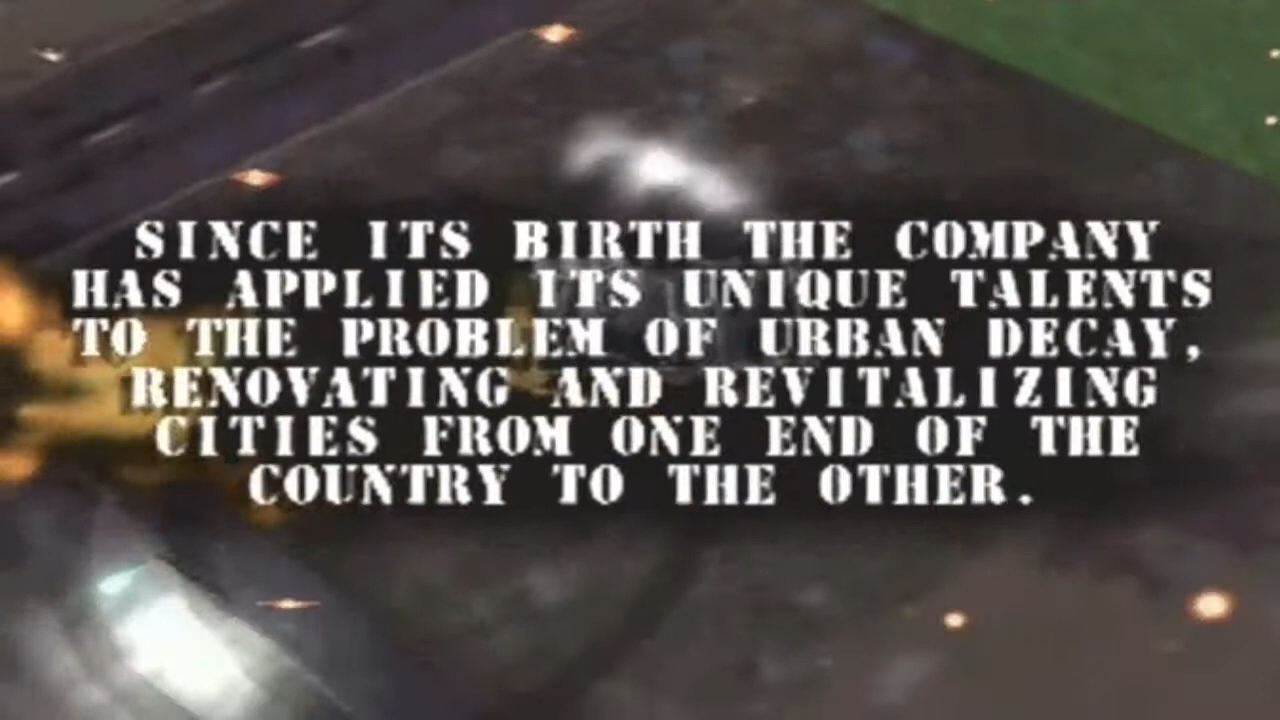 SINCE ITS BIRTH THE COMPANY
HAS APPLIED ITS UNIQUE TALENTS
TO THE PROBLEM OF URBAN DECAY,
RENOVATING AND REVITALIZING
CITIES FROM ONE END OF THE
COUNTRY TO THE OTHER.